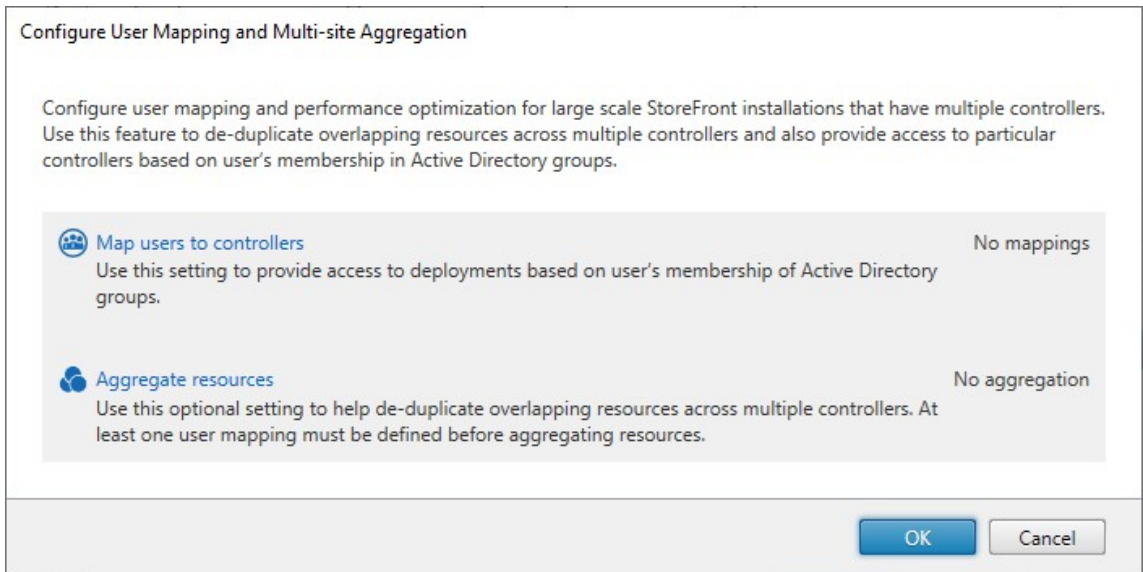 Configure User Mapping and Multi-site Aggregation
Configure user mapping and performance optimization for large scale StoreFront installations that have multiple controllers.
Use this feature to de-duplicate overlapping resources across multiple controllers and also provide access to particular
controllers based on user's membership in Active Directory groups.
Map users to controllers
No mappings
Use this setting to provide access to deployments based on user's membership of Active Directory
groups.
Aggregate resources
No aggregation
Use this optional setting to help de-duplicate overlapping resources across multiple controllers. At
least one user mapping must be defined before aggregating resources.
OK
Cancel